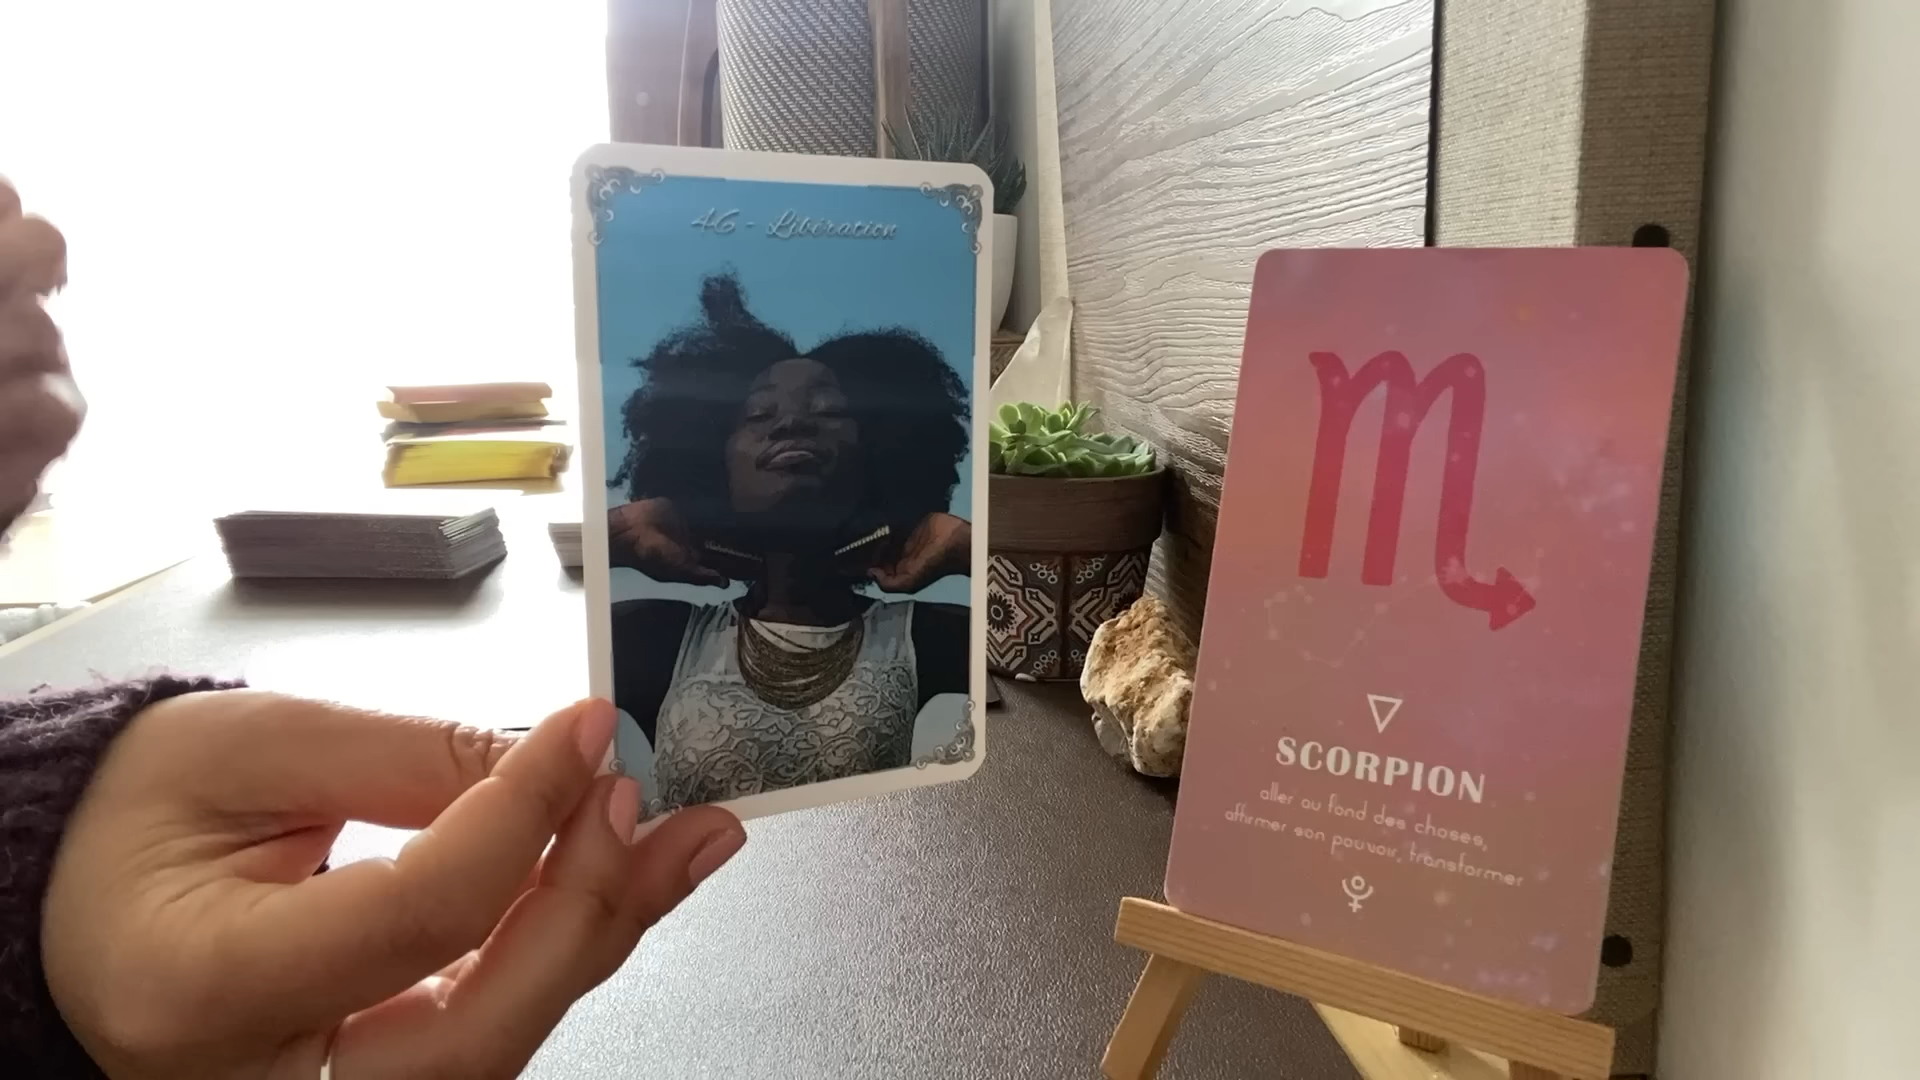 46 - Libération
SCORPION
aller au fond des choses,
affirmer son pouvoir, transformer